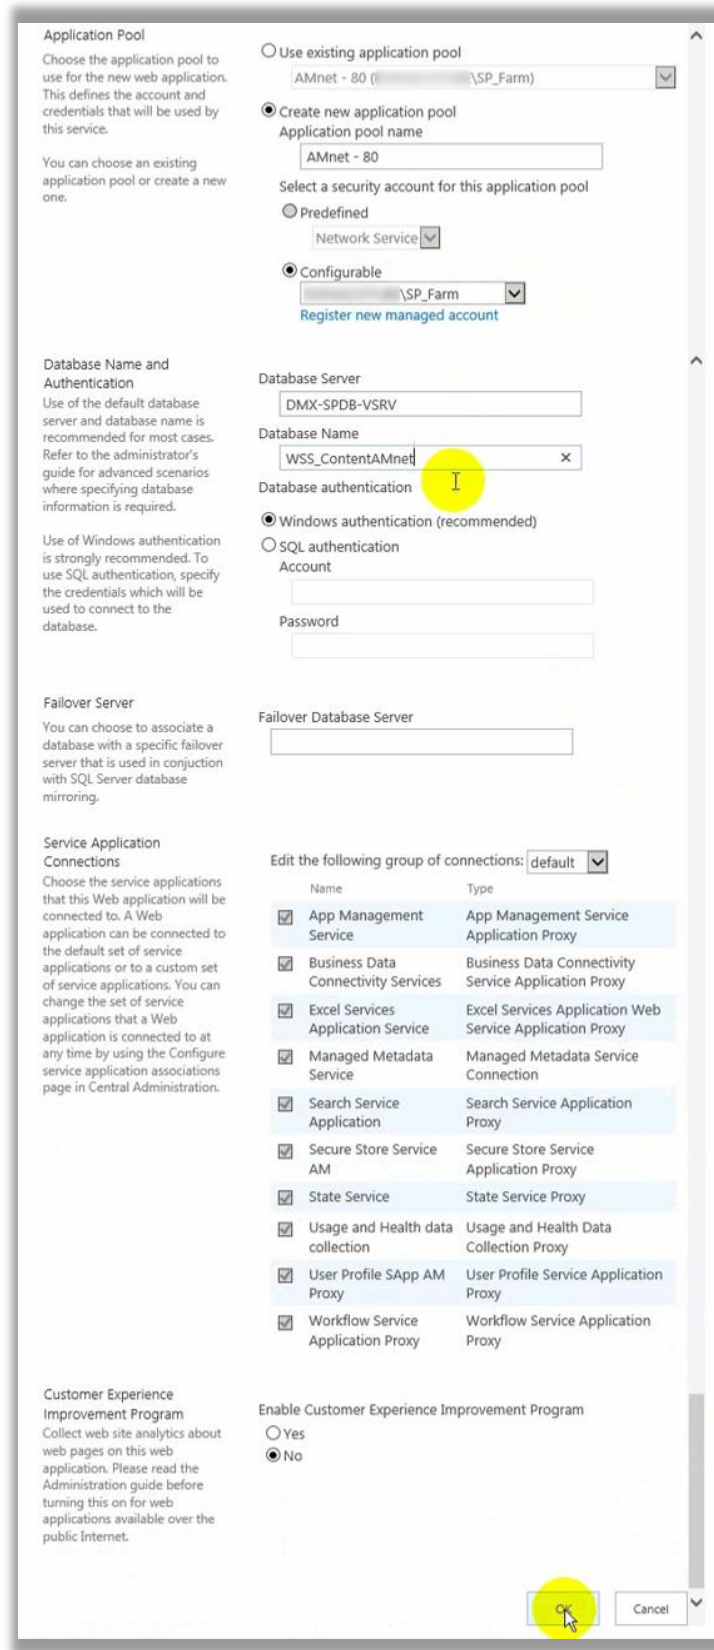 Application Pool
Choose the application pool to
use for the new web application.
This defines the account and
credentials that will be used by
this service.
You can choose an existing
application pool or create a new
one.
Use existing application pool
AMnet - 80 ( \SP_Farm)
Create new application pool
Application pool name
AMnet - 80
Select a security account for this application pool
Predefined
Network Service
Configurable
\SP_Farm
Register new managed account
Database Name and
Authentication
Use of the default database
server and database name is
recommended for most cases.
Refer to the administrator's
guide for advanced scenarios
where specifying database
information is required.
Use of Windows authentication
is strongly recommended. To
use SQL authentication, specify
the credentials which will be
used to connect to the
database.
Database Server
DMX-SPDB-VSRV
Database Name
WSS_ContentAMnet
Database authentication
Windows authentication (recommended)
SQL authentication
Account
Password
Failover Server
You can choose to associate a
database with a specific failover
server that is used in conjuction
with SQL Server database
mirroring.
Failover Database Server
Service Application
Connections
Choose the service applications
that this Web application will be
connected to. A Web
application can be connected to
the default set of service
applications or to a custom set
of service applications. You can
change the set of service
applications that a Web
application is connected to at
any time by using the Configure
service application associations
page in Central Administration.
Edit the following group of connections: default
Name Type
App Management App Management Service
Service Application Proxy
Business Data Business Data Connectivity
Connectivity Services Service Application Proxy
Excel Services Excel Services Application Web
Application Service Service Application Proxy
Managed Metadata Managed Metadata Service
Service Connection
Search Service Search Service Application
Application Proxy
Secure Store Service Secure Store Service
AM Application Proxy
State Service State Service Proxy
Usage and Health data Usage and Health Data
collection Collection Proxy
User Profile SApp AM User Profile Service Application
Proxy Proxy
Workflow Service Workflow Service Application
Application Proxy Proxy
Customer Experience
Improvement Program
Collect web site analytics about
web pages on this web
application. Please read the
Administration guide before
turning this on for web
applications available over the
public Internet.
Enable Customer Experience Improvement Program
Yes
No
OK Cancel